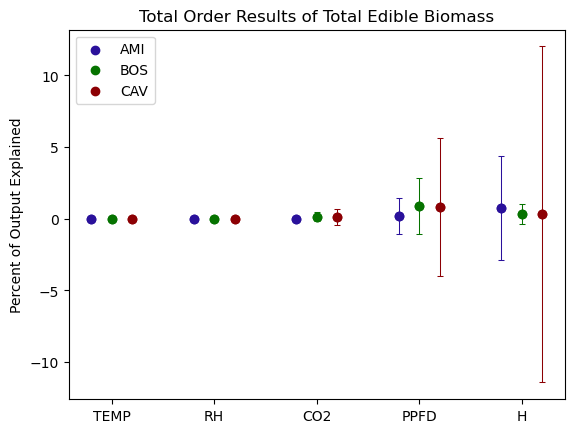 Total Order Results of Total Edible Biomass
AMI
BOS
CAV
Percent of Output Explained
10
5
0
−5
−10
TEMP RH CO2 PPFD H